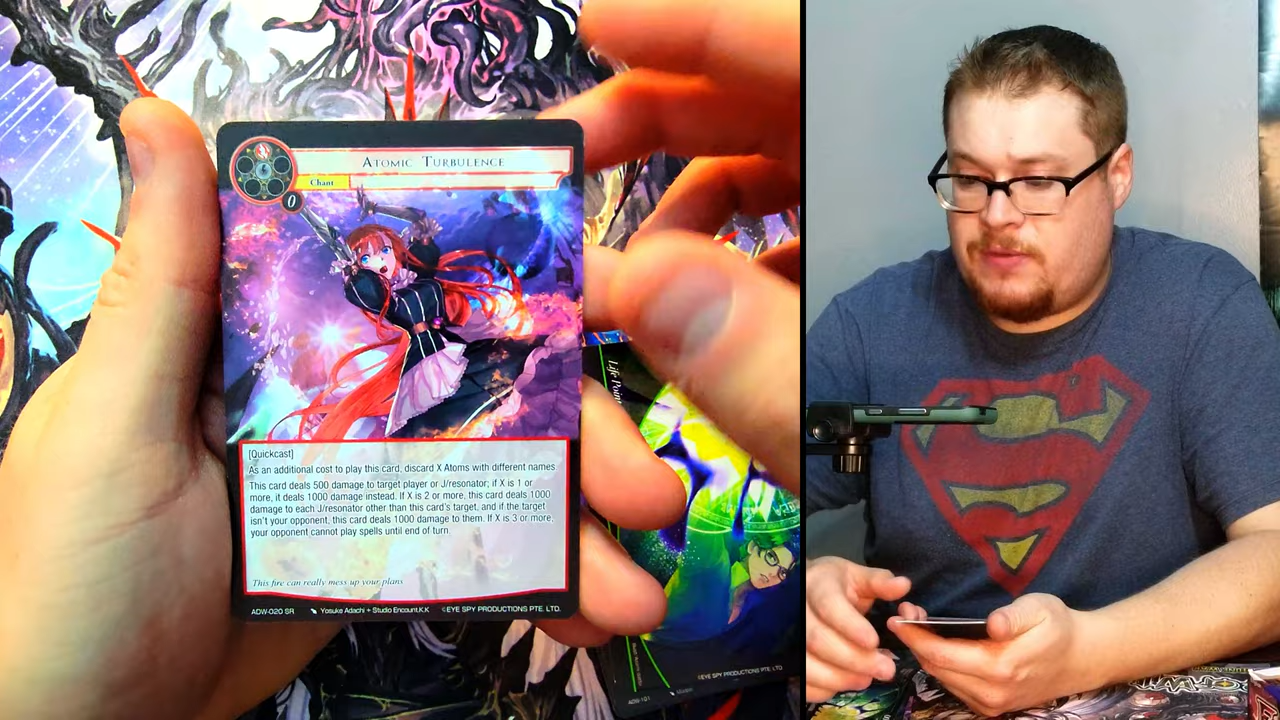 Atomic Turbulence
Chant
0
[Quickcast]
As an additional cost to play this card, discard X Atoms with different names.
This card deals 500 damage to target player or J/resonator; if X is 1 or
more, it deals 1000 damage instead. If X is 2 or more, this card deals 1000
damage to each J/resonator other than this card's target, and if the target
isn't your opponent, this card deals 1000 damage to them. If X is 3 or more,
your opponent cannot play spells until end of turn.
This fire can really mess up your plans
ADW-020 SR Yosuke Adachi + Studio Encount.K.K ©EYE SPY PRODUCTIONS PTE. LTD.
Life Point
ADW-101
©EYE SPY PRODUCTIONS PTE. LTD.